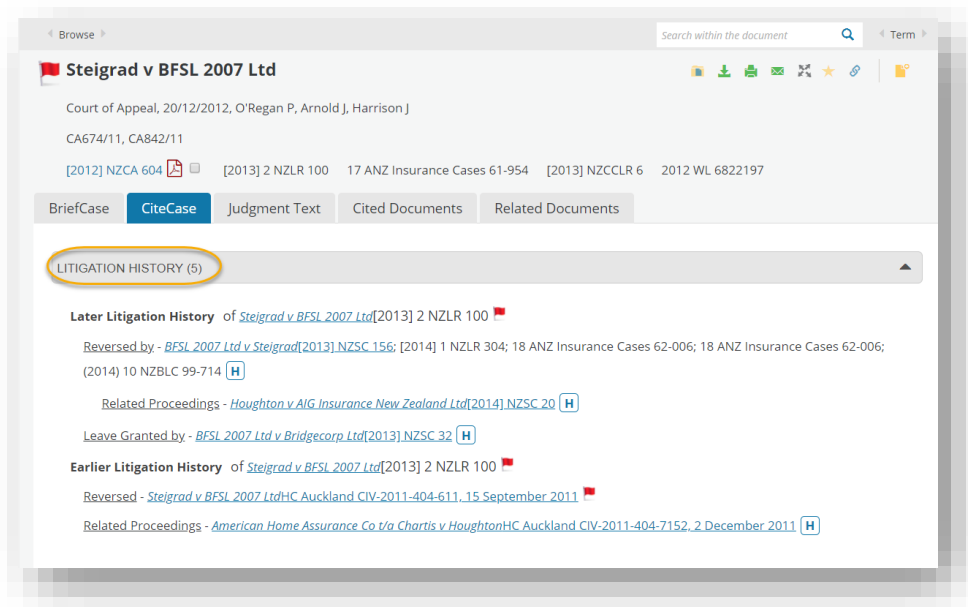 Browse
Search within the document
Term
Steigrad v BFSL 2007 Ltd
Court of Appeal, 20/12/2012, O'Regan P, Arnold J, Harrison J
CA674/11, CA842/11
[2012] NZCA 604 [2013] 2 NZLR 100 17 ANZ Insurance Cases 61-954 [2013] NZCCLR 6 2012 WL 6822197
BriefCase CiteCase Judgment Text Cited Documents Related Documents
LITIGATION HISTORY (5)
Later Litigation History of Steigrad v BFSL 2007 Ltd[2013] 2 NZLR 100
Reversed by - BFSL 2007 Ltd v Steigrad[2013] NZSC 156; [2014] 1 NZLR 304; 18 ANZ Insurance Cases 62-006; 18 ANZ Insurance Cases 62-006;
(2014) 10 NZBLC 99-714 H
Related Proceedings - Houghton v AIG Insurance New Zealand Ltd[2014] NZSC 20 H
Leave Granted by - BFSL 2007 Ltd v Bridgecorp Ltd[2013] NZSC 32 H
Earlier Litigation History of Steigrad v BFSL 2007 Ltd[2013] 2 NZLR 100
Reversed - Steigrad v BFSL 2007 LtdHC Auckland CIV-2011-404-611, 15 September 2011
Related Proceedings - American Home Assurance Co t/a Chartis v HoughtonHC Auckland CIV-2011-404-7152, 2 December 2011 H